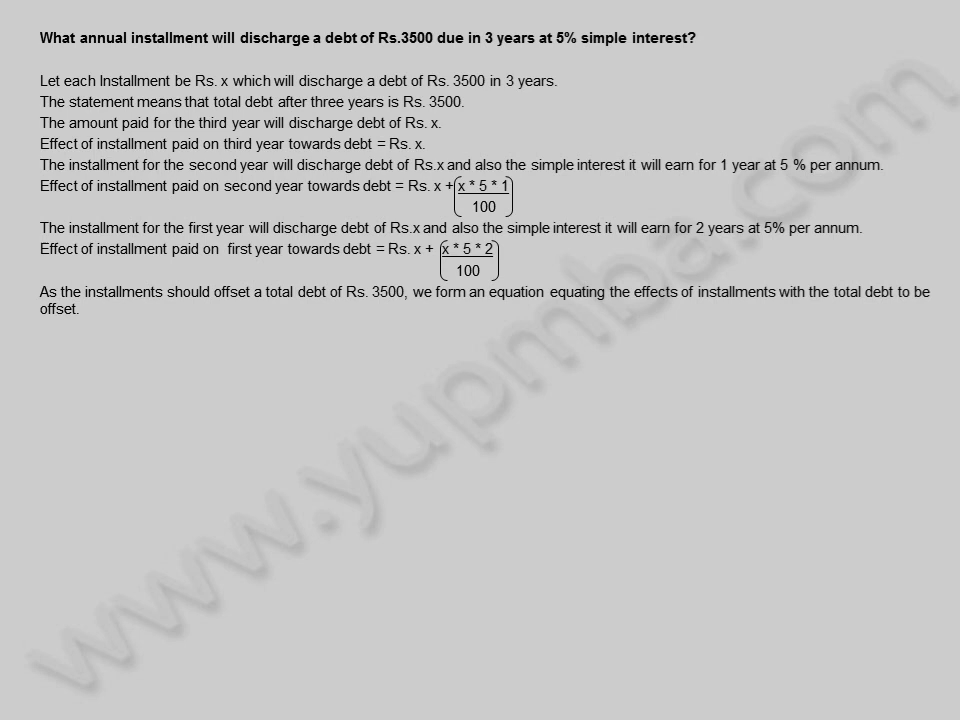 What annual installment will discharge a debt of Rs.3500 due in 3 years at 5% simple interest?
Let each Installment be Rs. x which will discharge a debt of Rs. 3500 in 3 years.
The statement means that total debt after three years is Rs. 3500.
The amount paid for the third year will discharge debt of Rs. x.
Effect of installment paid on third year towards debt = Rs. x.
The installment for the second year will discharge debt of Rs.x and also the simple interest it will earn for 1 year at 5 % per annum.
Effect of installment paid on second year towards debt = Rs. x + (x * 5 * 1)
100
The installment for the first year will discharge debt of Rs.x and also the simple interest it will earn for 2 years at 5% per annum.
Effect of installment paid on first year towards debt = Rs. x + (x * 5 * 2)
100
As the installments should offset a total debt of Rs. 3500, we form an equation equating the effects of installments with the total debt to be
offset.
www.yupmba.com